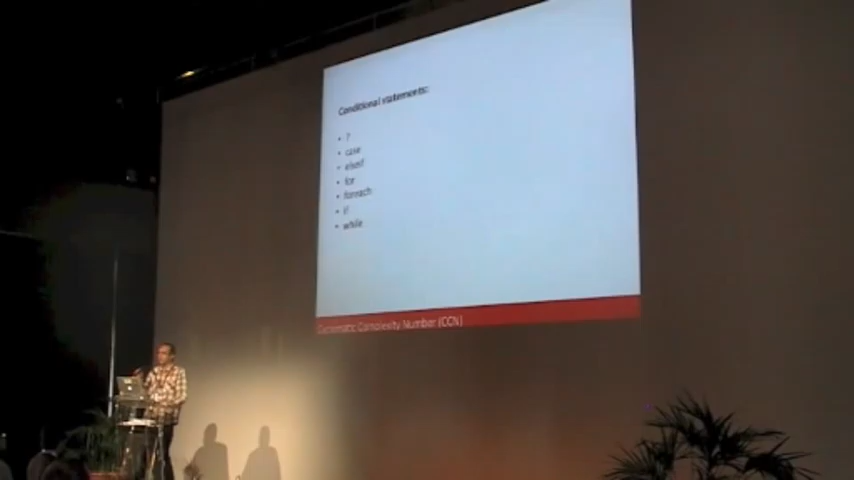 Conditional statements:
• ?
• case
• elseif
• for
• foreach
• if
• while
Cyclomatic Complexity Number (CCN)